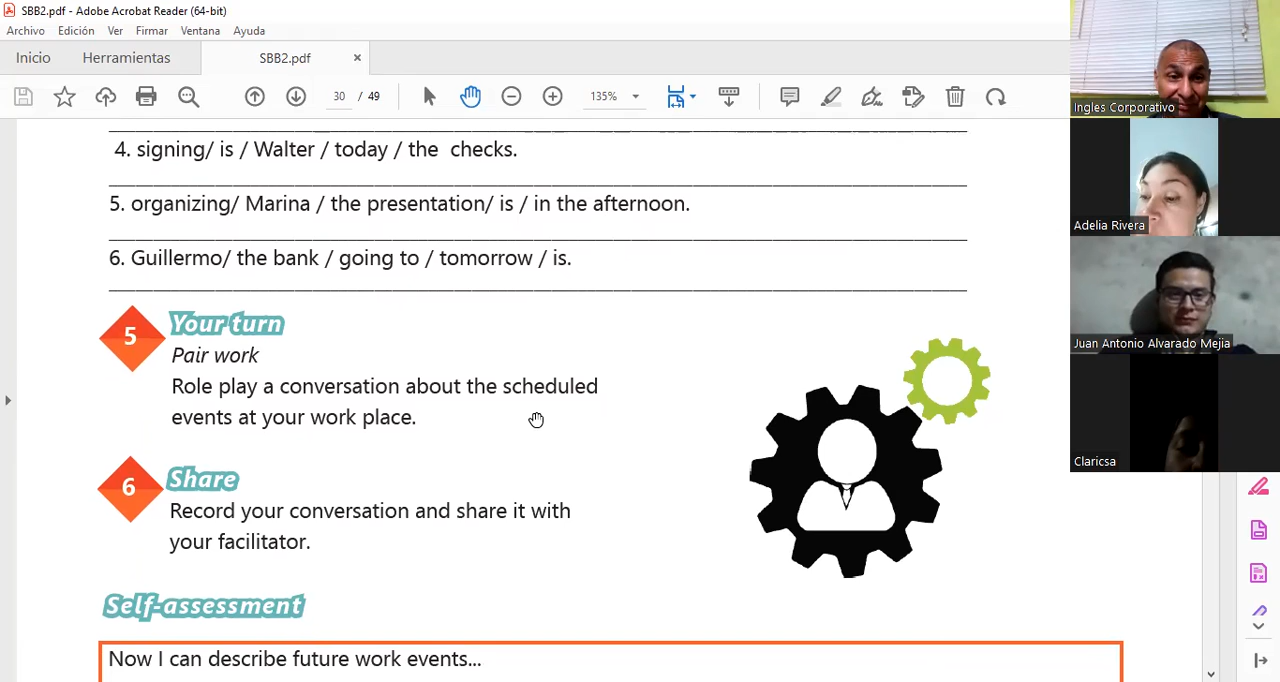 SBB2.pdf - Adobe Acrobat Reader (64-bit)
Archivo Edición Ver Firmar Ventana Ayuda
Inicio Herramientas SBB2.pdf ×
30 / 49 135%
4. signing/ is / Walter / today / the checks.
5. organizing/ Marina / the presentation/ is / in the afternoon.
6. Guillermo/ the bank / going to / tomorrow / is.
5 Your turn
Pair work
Role play a conversation about the scheduled
events at your work place.
6 Share
Record your conversation and share it with
your facilitator.
Self-assessment
Now I can describe future work events...
Ingles Corporativo
Adelia Rivera
Juan Antonio Alvarado Mejia
Claricsa